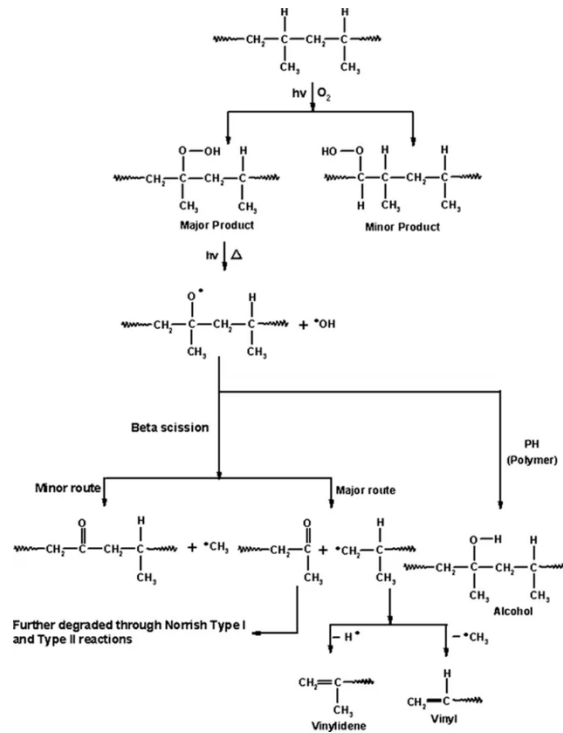 H H
CH₂—C—CH₂—C
CH₃ CH₃
hν O₂
O—OH H
CH₂—C—CH₂—C
CH₃ CH₃
Major Product
HO—O H H
C—C—CH₂—C
H CH₃ CH₃
Minor Product
hν △
O• H
CH₂—C—CH₂—C + •OH
CH₃ CH₃
Beta scission
PH
(Polymer)
Minor route
Major route
O H
CH₂—C—CH₂—C + •CH₃
CH₃
O H
CH₂—C + •CH₂—C
CH₃ CH₃
O—H H
CH₂—C—CH₂—C
CH₃ CH₃
Alcohol
Further degraded through Norrish Type I
and Type II reactions
– H•
– •CH₃
CH₂=C
CH₃
Vinylidene
H
CH₂=C
Vinyl